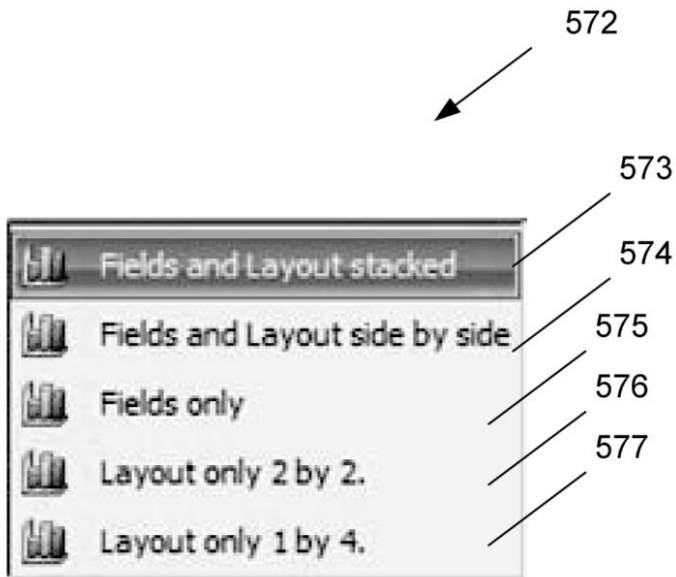 572
573
Fields and Layout stacked
574
Fields and Layout side by side
575
Fields only
576
Layout only 2 by 2.
577
Layout only 1 by 4.